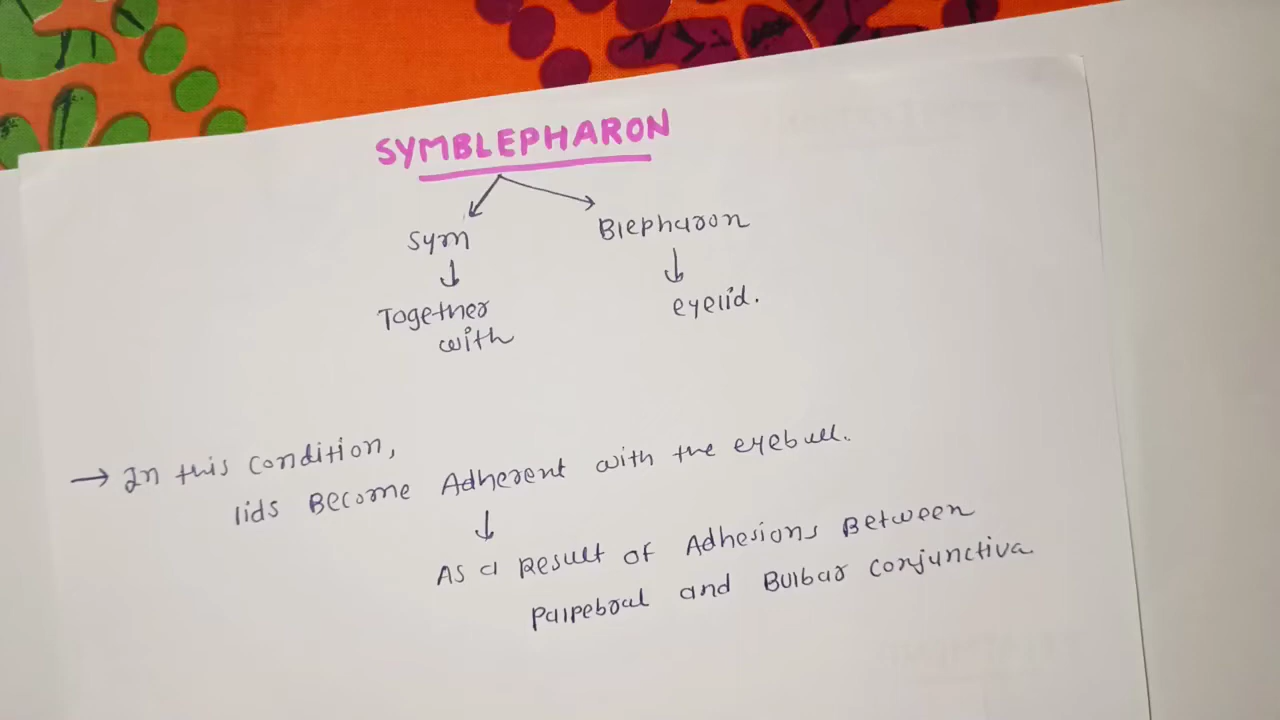 SYMBLEPHARON
Sym Blepharon
Together with eyelid.
→ In this condition,
lids Become Adherent with the eyeball.
As a Result of Adhesions Between
Palpebral and Bulbar conjunctiva